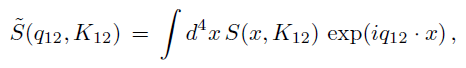 S̃(q₁₂, K₁₂) = ∫ d⁴x S(x, K₁₂) exp(iq₁₂ · x) ,